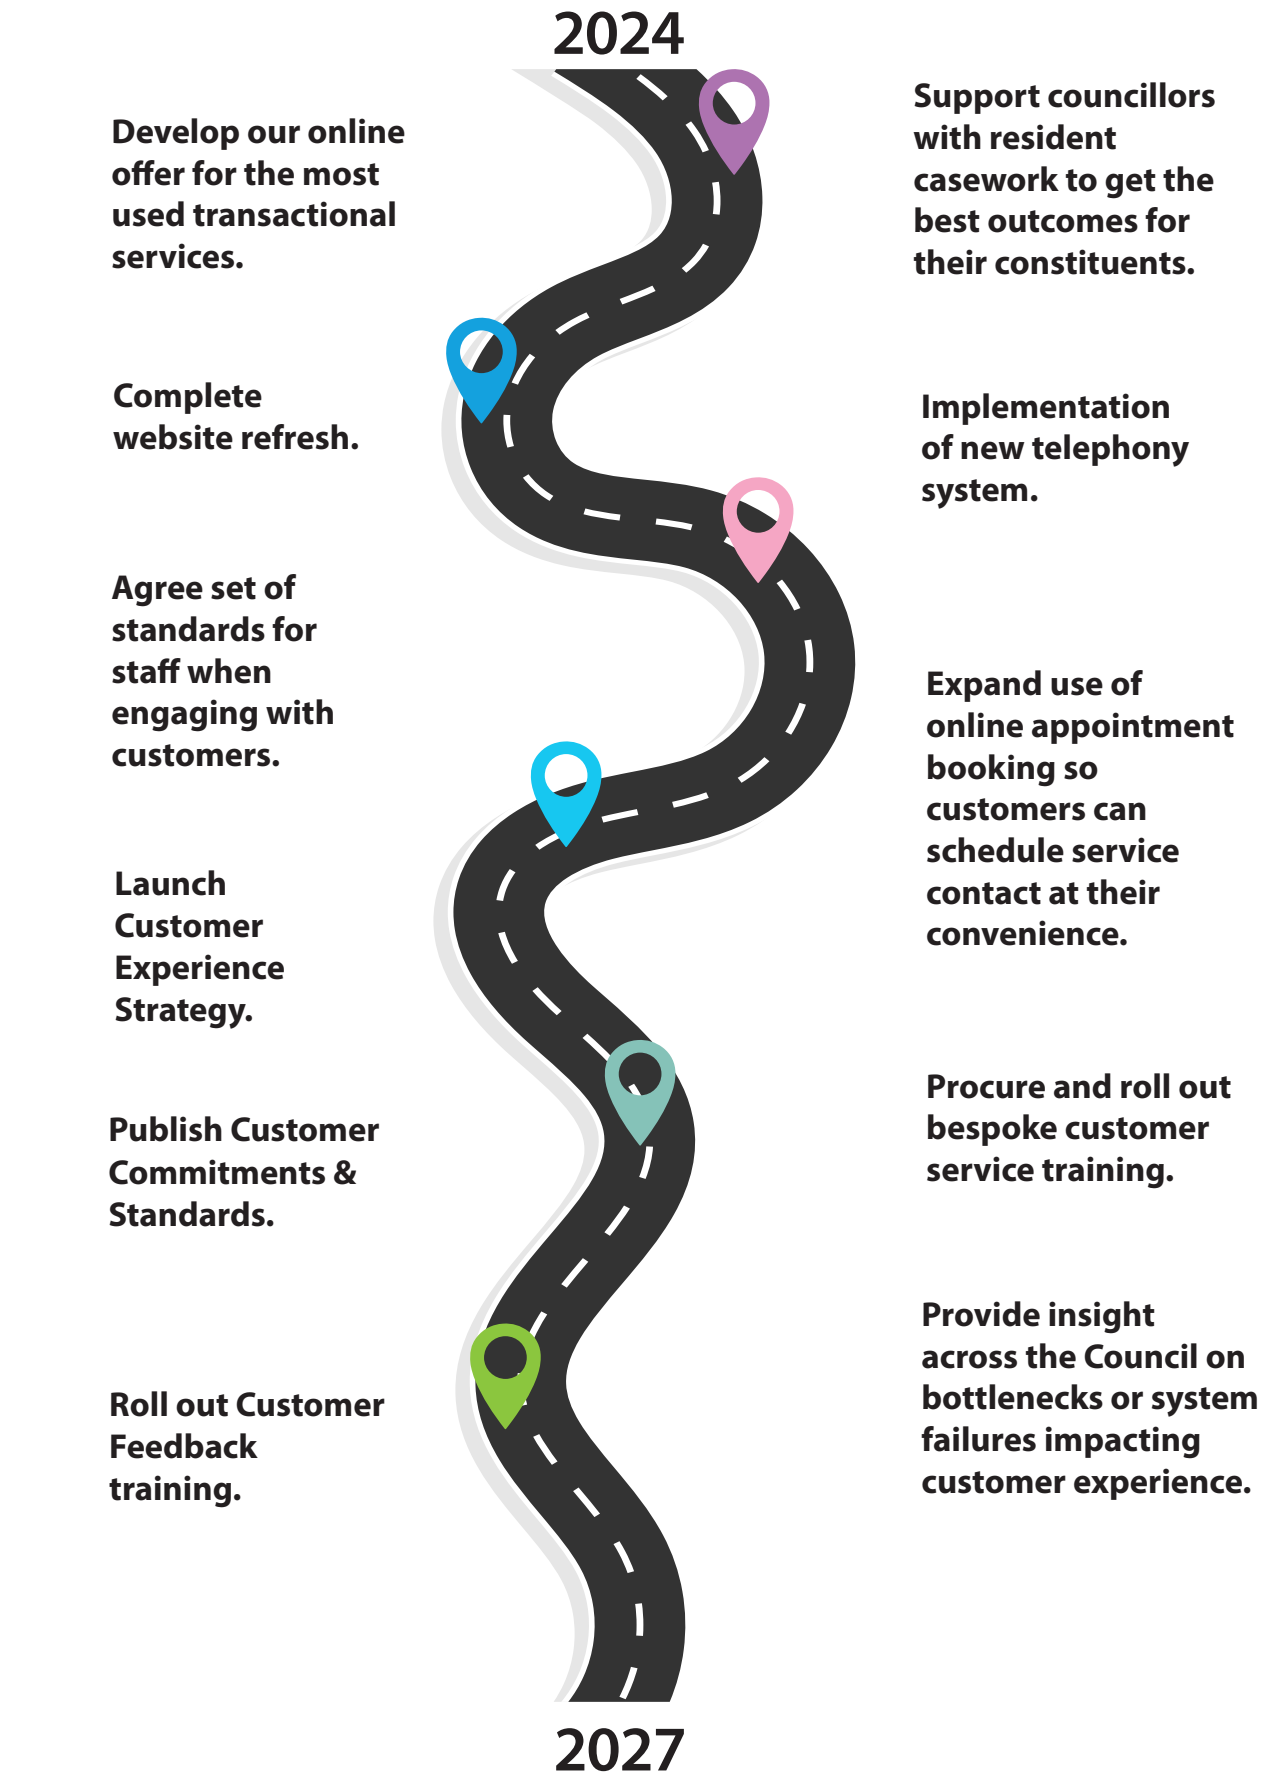 2024
Develop our online
offer for the most
used transactional
services.
Support councillors
with resident
casework to get the
best outcomes for
their constituents.
Complete
website refresh.
Implementation
of new telephony
system.
Agree set of
standards for
staff when
engaging with
customers.
Expand use of
online appointment
booking so
customers can
schedule service
contact at their
convenience.
Launch
Customer
Experience
Strategy.
Procure and roll out
bespoke customer
service training.
Publish Customer
Commitments &
Standards.
Provide insight
across the Council on
bottlenecks or system
failures impacting
customer experience.
Roll out Customer
Feedback
training.
2027